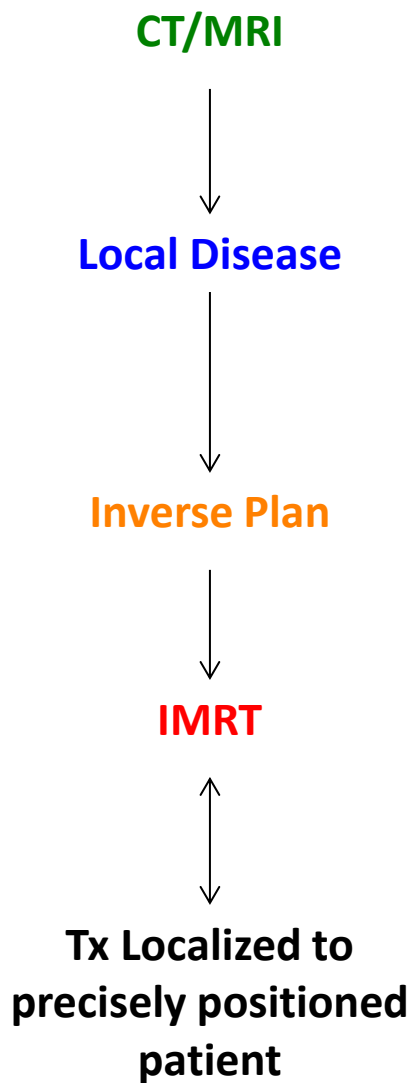 CT/MRI
Local Disease
Inverse Plan
IMRT
Tx Localized to
precisely positioned
patient